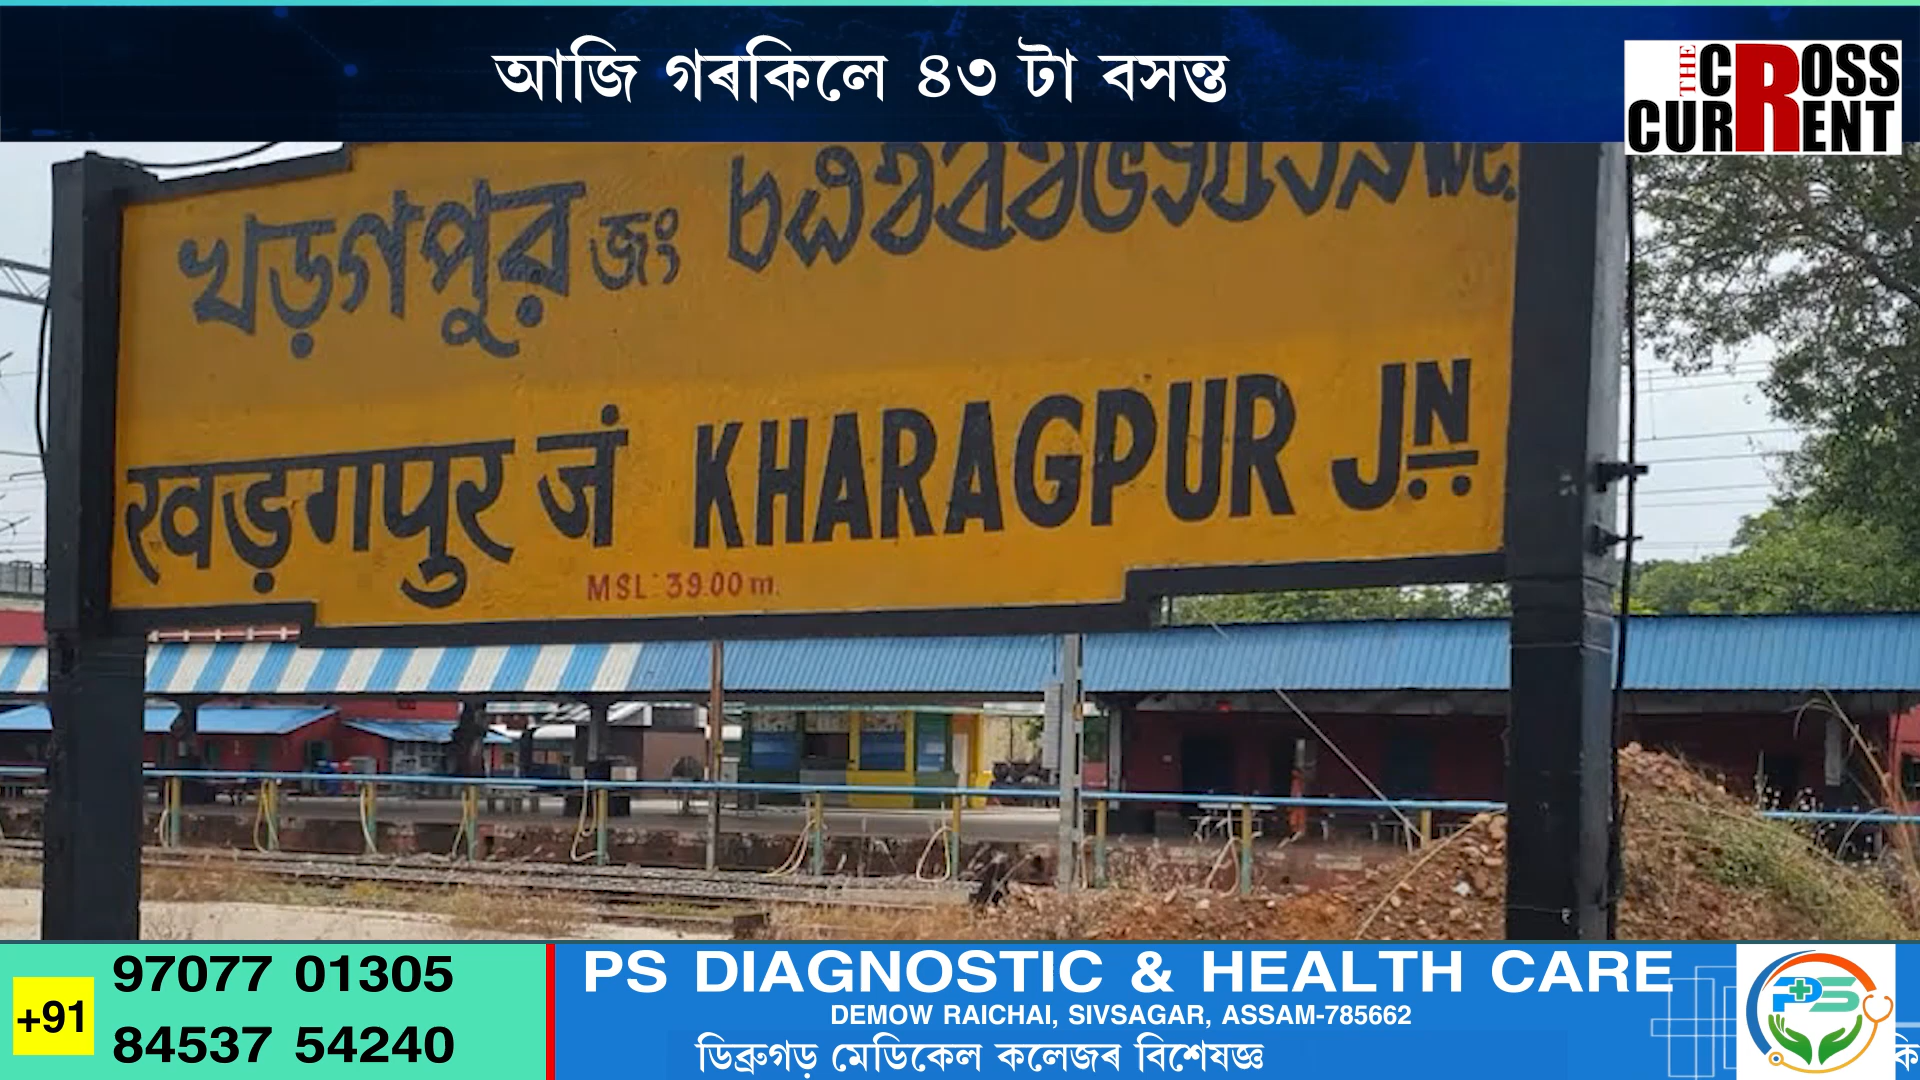 আজি গৰকিলে ৪৩ টা বসন্ত
THE CROSS
CURRENT
খড়গপুর জং
खड़गपुर जं KHARAGPUR JN
MSL 39.00 m.
+91
97077 01305
84537 54240
PS DIAGNOSTIC & HEALTH CARE
DEMOW RAICHAI, SIVSAGAR, ASSAM-785662
ডিব্ৰুগড় মেডিকেল কলেজৰ বিশেষজ্ঞ
PS